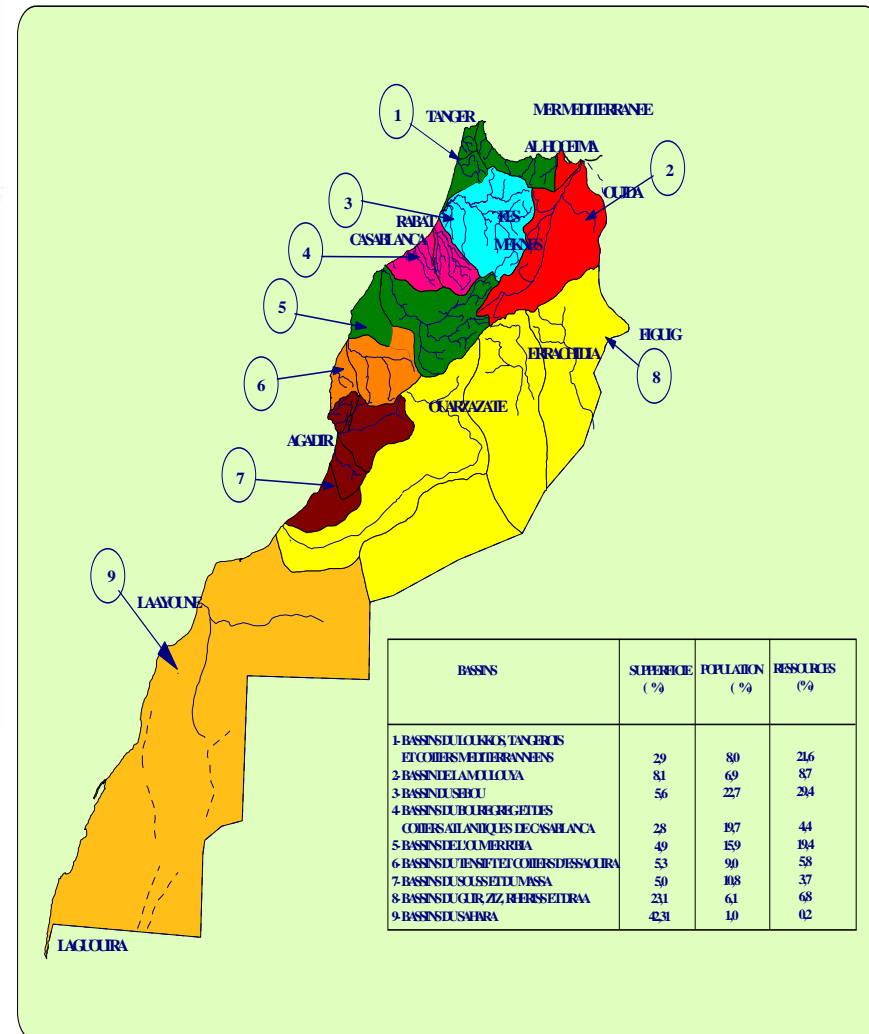 1
TANGER
MER MEDITERRANEE
AL HOCEIMA
2
OUJDA
3
RABAT
FES
CASABLANCA
MEKNES
4
5
FIGUIG
ERRACHIDIA
6
8
OUARZAZATE
AGADIR
7
9
LAAYOUNE
BASSINS SUPPERFICIE POPULATION RESSOURCES
( %) ( %) (%)
1- BASSINS DU LOUKKOS, TANGEROIS
ET COTIERS MEDITERRANNEENS 2,9 8,0 21,6
2- BASSIN DE LA MOULOUYA 8,1 6,9 8,7
3- BASSIN DU SEBOU 5,6 22,7 29,4
4- BASSINS DU BOUREGREG ET DES
COTIERS ATLANTIQUES DE CASABLANCA 2,8 19,7 4,4
5- BASSINS DE L'OUM ER RBIA 4,9 15,9 19,4
6- BASSINS DU TENSIFT ET COTIERS D'ESSAOUIRA 5,3 9,0 5,8
7- BASSINS DU SOUSS ET DU MASSA 5,0 10,8 3,7
8- BASSINS DU GUIR, ZIZ, RHERISS ET DRAA 23,1 6,1 6,8
9- BASSINS DU SAHARA 42,31 1,0 0,2
LAGUOUIRA